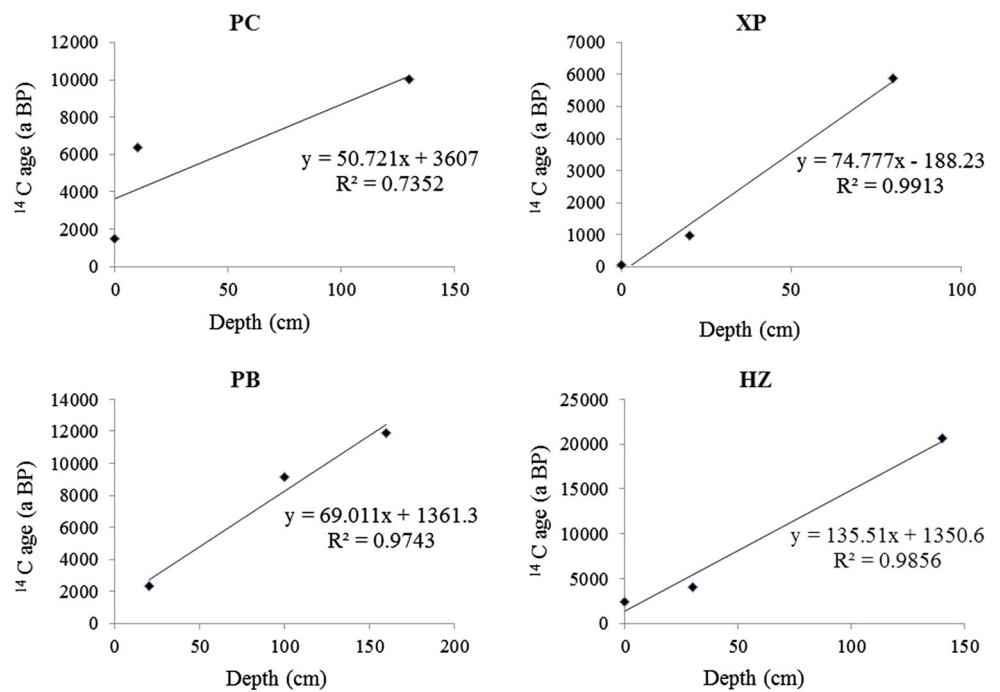 PC
12000
10000
8000
6000
4000
2000
0
¹⁴C age (a BP)
y = 50.721x + 3607
R² = 0.7352
0 50 100 150
Depth (cm)
XP
7000
6000
5000
4000
3000
2000
1000
0
¹⁴C age (a BP)
y = 74.777x - 188.23
R² = 0.9913
0 50 100
Depth (cm)
PB
14000
12000
10000
8000
6000
4000
2000
0
¹⁴C age (a BP)
y = 69.011x + 1361.3
R² = 0.9743
0 50 100 150 200
Depth (cm)
HZ
25000
20000
15000
10000
5000
0
¹⁴C age (a BP)
y = 135.51x + 1350.6
R² = 0.9856
0 50 100 150
Depth (cm)